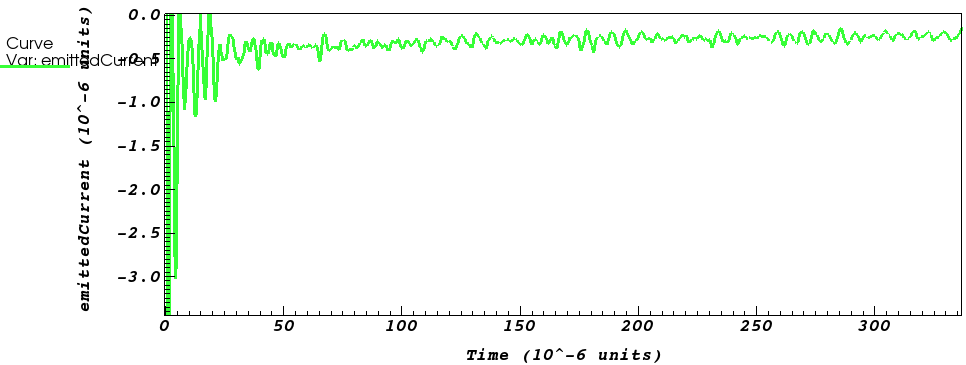 Curve
Var: emittedCurrent
emittedCurrent (10^-6 units)
0.0
-0.5
-1.0
-1.5
-2.0
-2.5
-3.0
0 50 100 150 200 250 300
Time (10^-6 units)